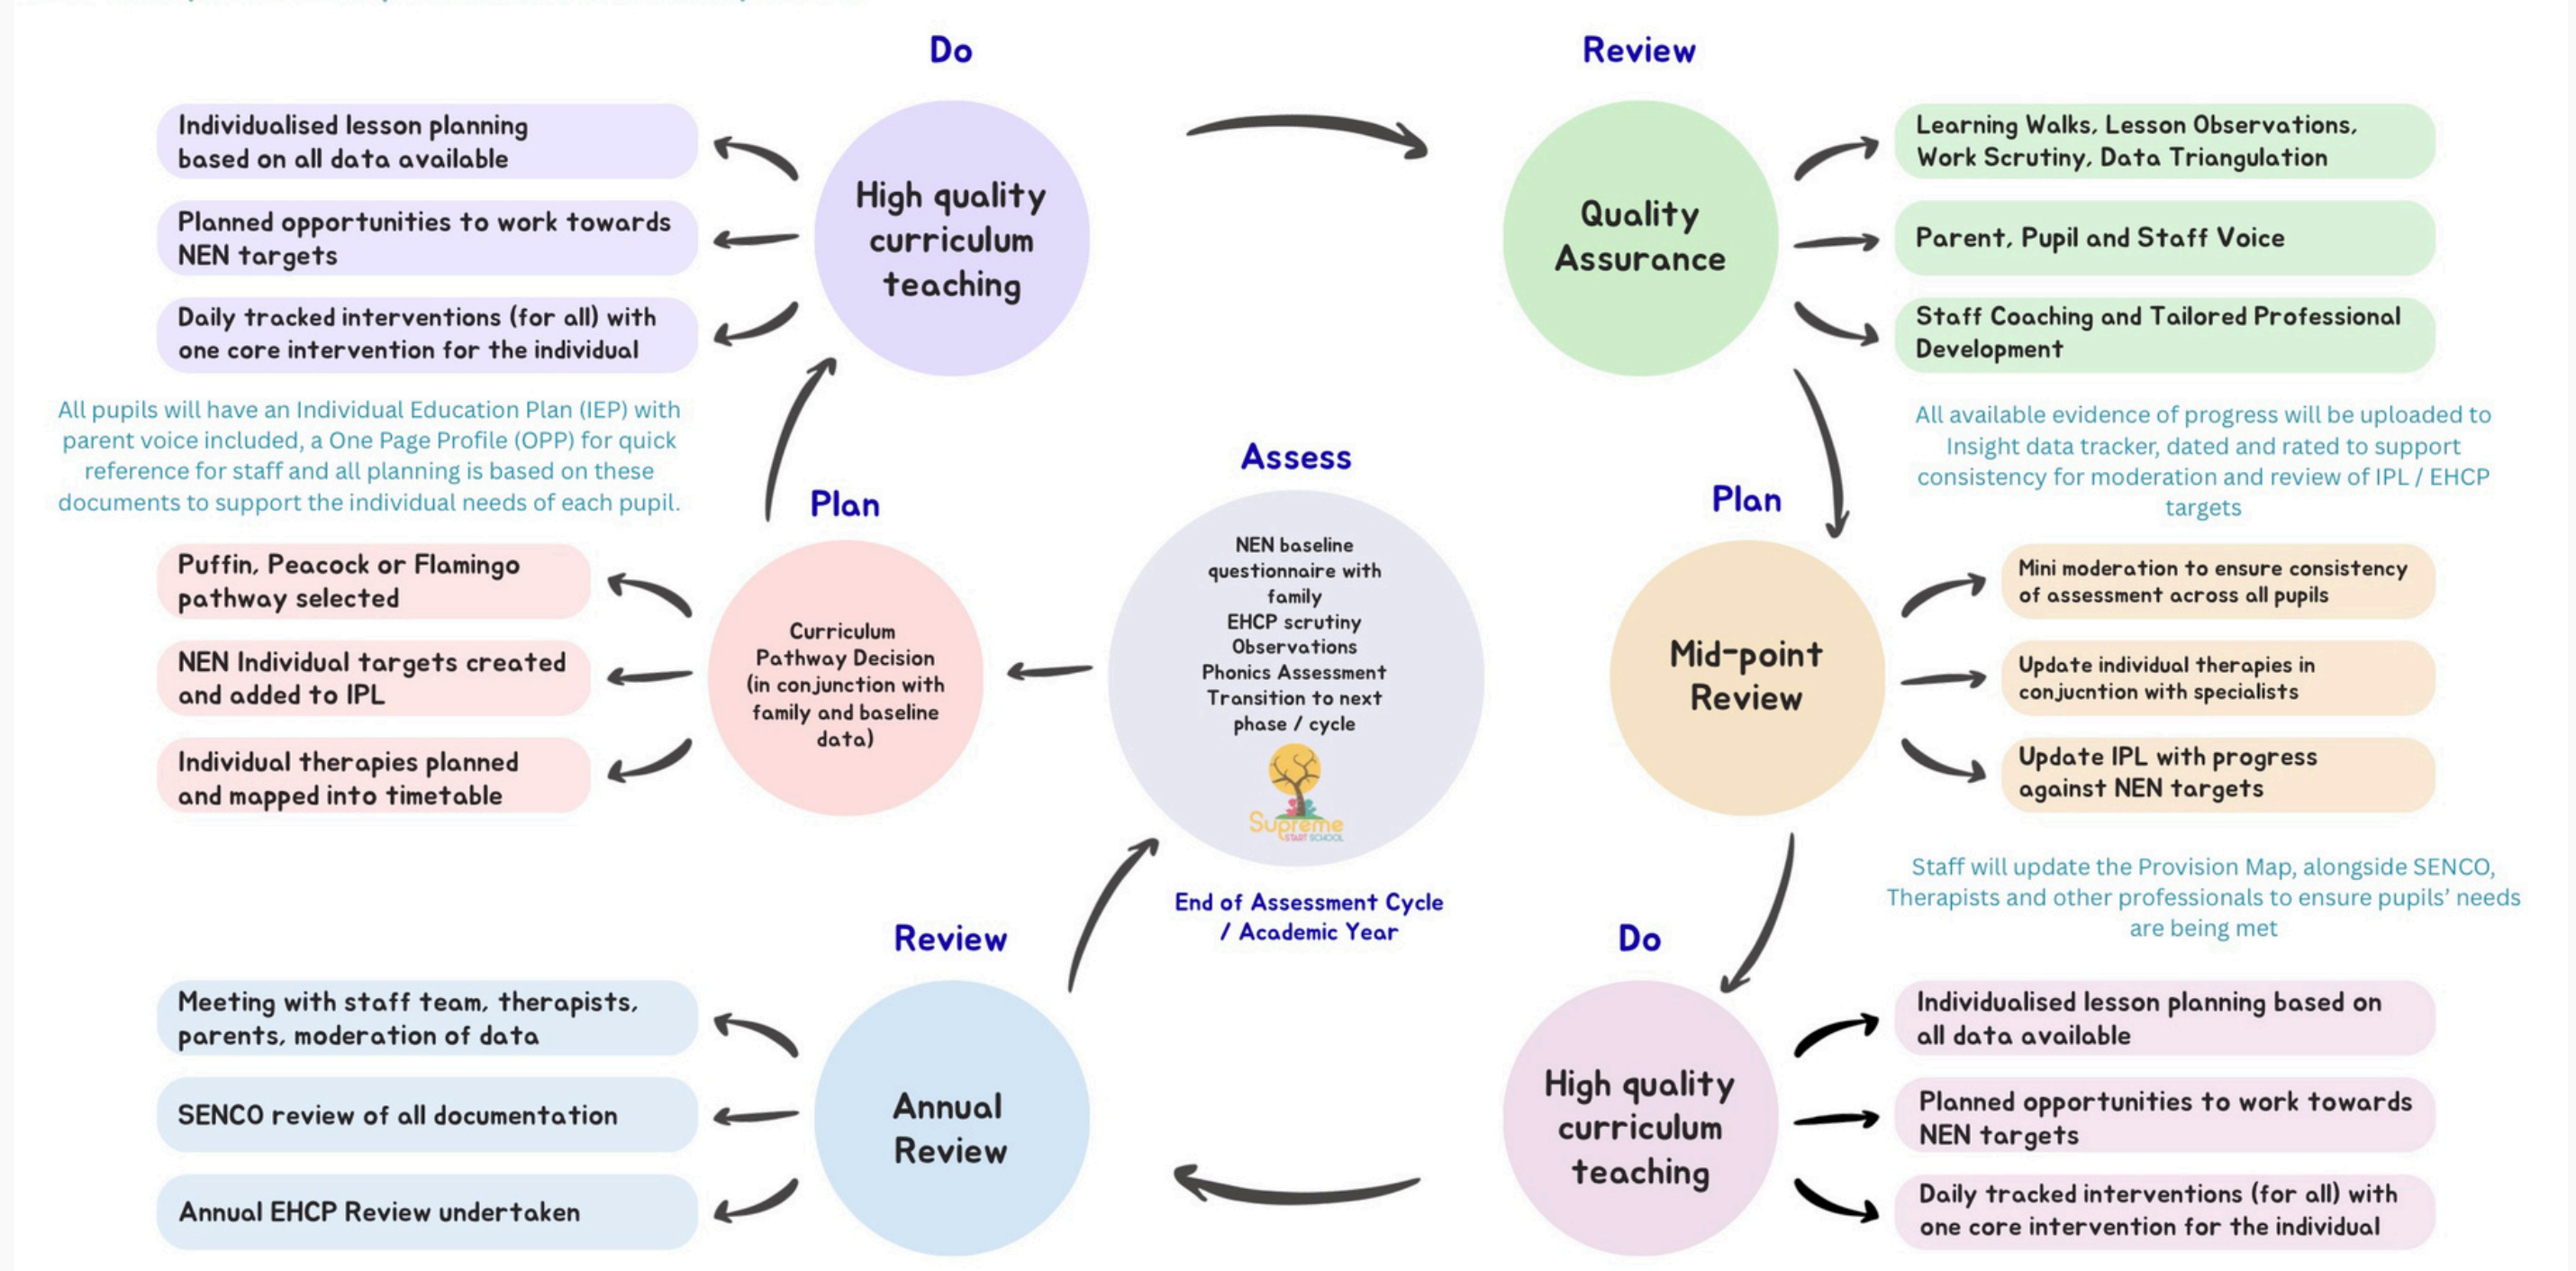 Do
High quality
curriculum
teaching
Individualised lesson planning
based on all data available
Planned opportunities to work towards
NEN targets
Daily tracked interventions (for all) with
one core intervention for the individual
All pupils will have an Individual Education Plan (IEP) with
parent voice included, a One Page Profile (OPP) for quick
reference for staff and all planning is based on these
documents to support the individual needs of each pupil.
Review
Quality
Assurance
Learning Walks, Lesson Observations,
Work Scrutiny, Data Triangulation
Parent, Pupil and Staff Voice
Staff Coaching and Tailored Professional
Development
All available evidence of progress will be uploaded to
Insight data tracker, dated and rated to support
consistency for moderation and review of IPL / EHCP
targets
Plan
Curriculum
Pathway Decision
(in conjunction with
family and baseline
data)
Puffin, Peacock or Flamingo
pathway selected
NEN Individual targets created
and added to IPL
Individual therapies planned
and mapped into timetable
Assess
NEN baseline
questionnaire with
family
EHCP scrutiny
Observations
Phonics Assessment
Transition to next
phase / cycle
Supreme
START SCHOOL
End of Assessment Cycle
/ Academic Year
Plan
Mid-point
Review
Mini moderation to ensure consistency
of assessment across all pupils
Update individual therapies in
conjucntion with specialists
Update IPL with progress
against NEN targets
Staff will update the Provision Map, alongside SENCO,
Therapists and other professionals to ensure pupils’ needs
are being met
Review
Annual
Review
Meeting with staff team, therapists,
parents, moderation of data
SENCO review of all documentation
Annual EHCP Review undertaken
Do
High quality
curriculum
teaching
Individualised lesson planning based on
all data available
Planned opportunities to work towards
NEN targets
Daily tracked interventions (for all) with
one core intervention for the individual